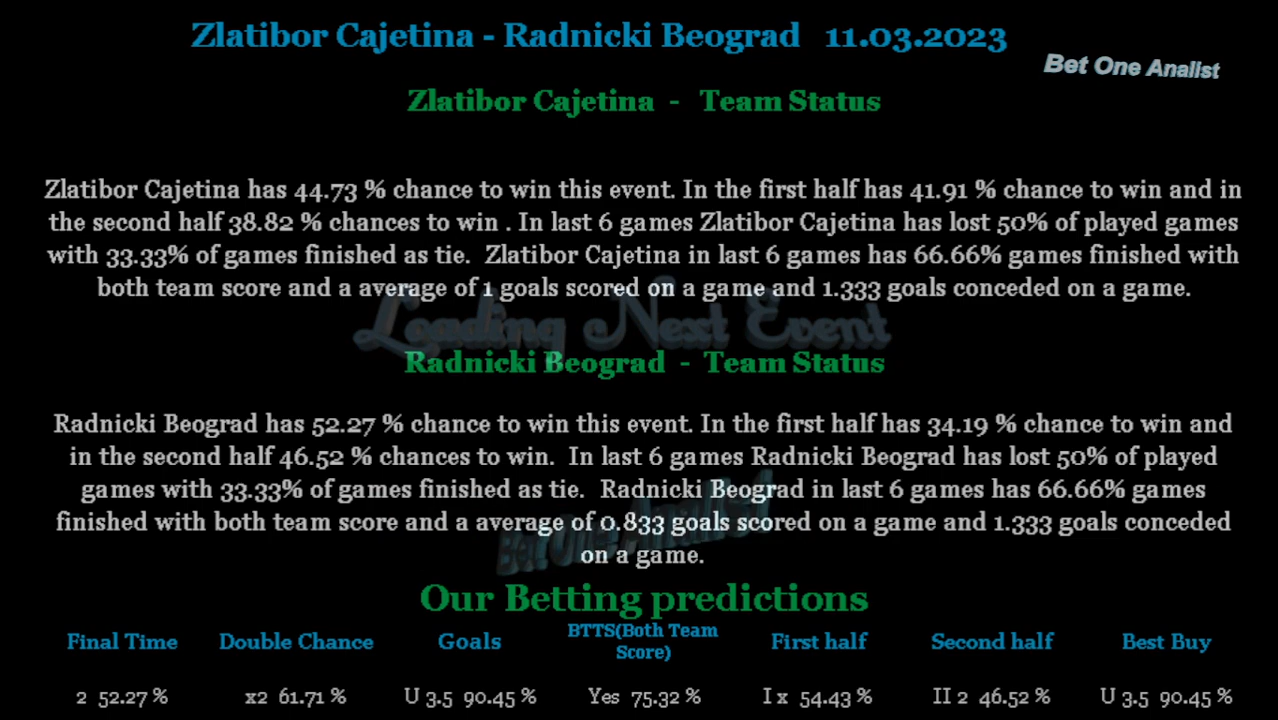 Zlatibor Cajetina - Radnicki Beograd 11.03.2023
Bet One Analist
Zlatibor Cajetina - Team Status
Zlatibor Cajetina has 44.73 % chance to win this event. In the first half has 41.91 % chance to win and in
the second half 38.82 % chances to win . In last 6 games Zlatibor Cajetina has lost 50% of played games
with 33.33% of games finished as tie. Zlatibor Cajetina in last 6 games has 66.66% games finished with
both team score and a average of 1 goals scored on a game and 1.333 goals conceded on a game.
Loading Next Event
Radnicki Beograd - Team Status
Radnicki Beograd has 52.27 % chance to win this event. In the first half has 34.19 % chance to win and
in the second half 46.52 % chances to win. In last 6 games Radnicki Beograd has lost 50% of played
games with 33.33% of games finished as tie. Radnicki Beograd in last 6 games has 66.66% games
finished with both team score and a average of 0.833 goals scored on a game and 1.333 goals conceded
on a game.
Bet One Analist
Our Betting predictions
Final Time Double Chance Goals BTTS(Both Team Score) First half Second half Best Buy
2 52.27 % x2 61.71 % U 3.5 90.45 % Yes 75.32 % I x 54.43 % II 2 46.52 % U 3.5 90.45 %